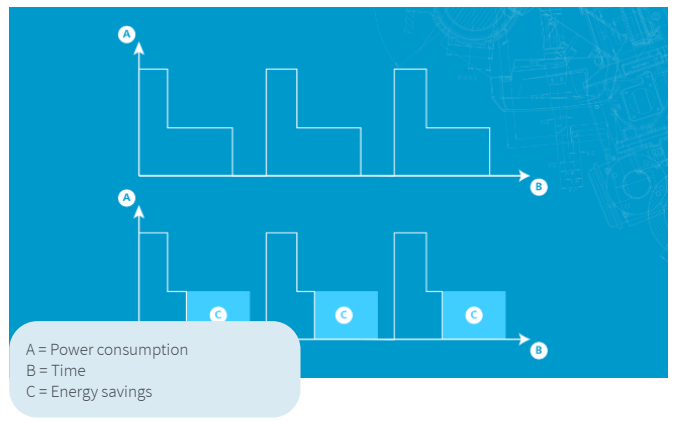 A
B
A
C
C
C
B
A = Power consumption
B = Time
C = Energy savings